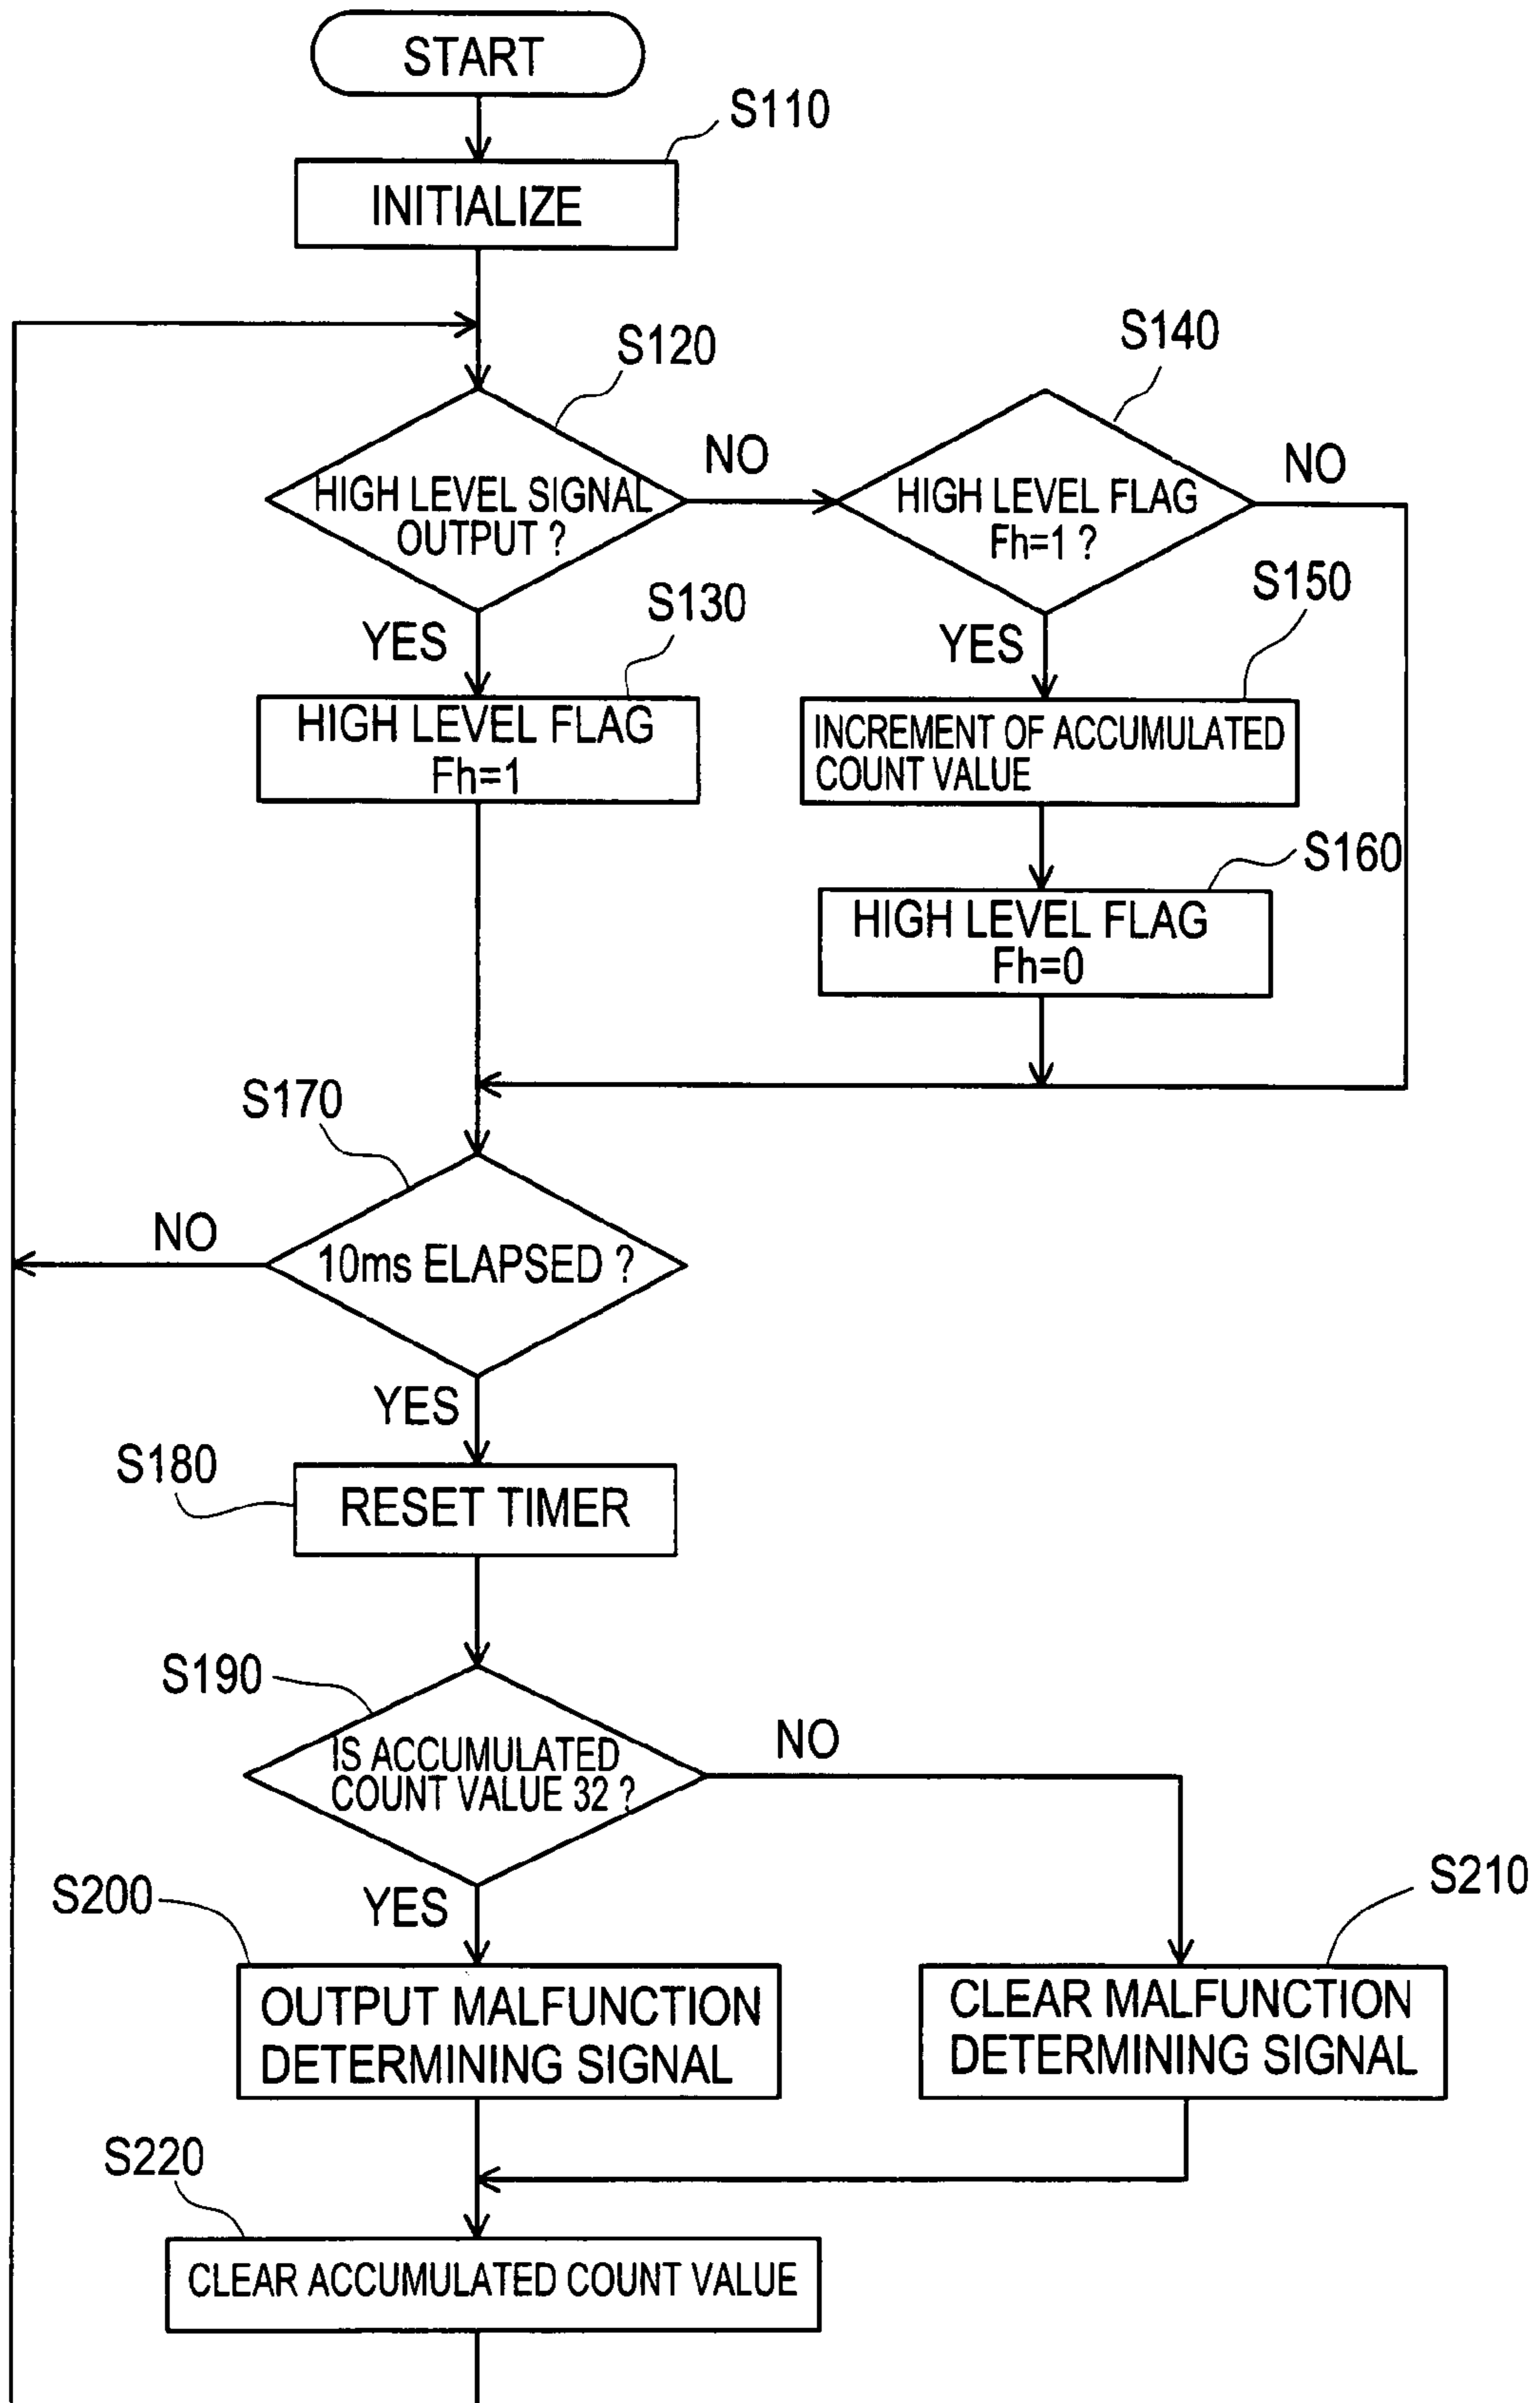 START
S110
INITIALIZE
S120
S140
HIGH LEVEL SIGNAL
OUTPUT ?
NO
HIGH LEVEL FLAG
Fh=1 ?
NO
YES
S130
YES
S150
HIGH LEVEL FLAG
Fh=1
INCREMENT OF ACCUMULATED
COUNT VALUE
S160
HIGH LEVEL FLAG
Fh=0
S170
NO
10ms ELAPSED ?
YES
S180
RESET TIMER
S190
IS ACCUMULATED
COUNT VALUE 32 ?
NO
S200
YES
S210
OUTPUT MALFUNCTION
DETERMINING SIGNAL
CLEAR MALFUNCTION
DETERMINING SIGNAL
S220
CLEAR ACCUMULATED COUNT VALUE